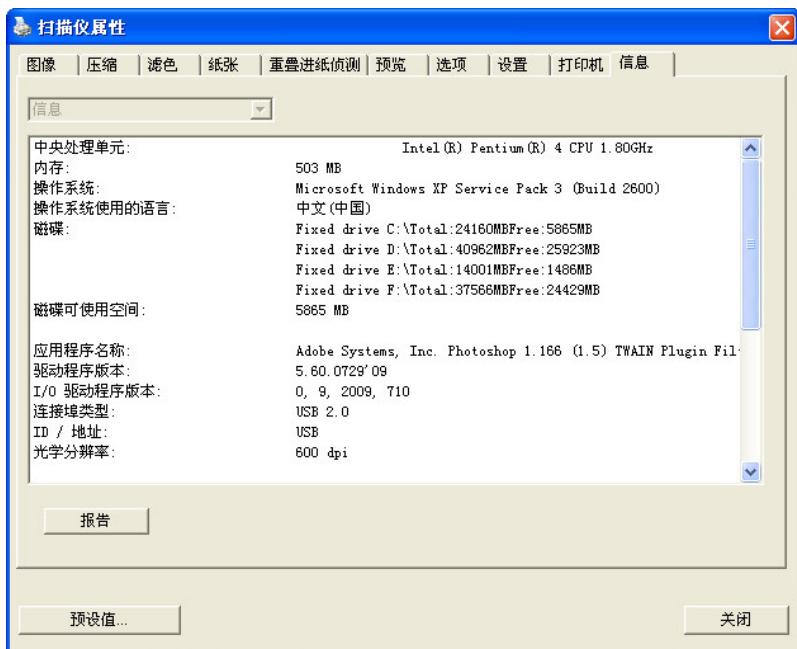 扫描仪属性
图像 压缩 滤色 纸张 重叠进纸侦测 预览 选项 设置 打印机 信息
信息
中央处理单元: Intel(R) Pentium(R) 4 CPU 1.80GHz
内存: 503 MB
操作系统: Microsoft Windows XP Service Pack 3 (Build 2600)
操作系统使用的语言: 中文(中国)
磁碟: Fixed drive C:\Total:24160MBFree:5865MB
Fixed drive D:\Total:40962MBFree:25923MB
Fixed drive E:\Total:14001MBFree:1486MB
Fixed drive F:\Total:37566MBFree:24429MB
磁碟可使用空间: 5865 MB
应用程序名称: Adobe Systems, Inc. Photoshop 1.166 (1.5) TWAIN Plugin Fil
驱动程序版本: 5.60.0729'09
I/O 驱动程序版本: 0, 9, 2009, 710
连接埠类型: USB 2.0
ID / 地址: USB
光学分辨率: 600 dpi
报告
预设值...
关闭